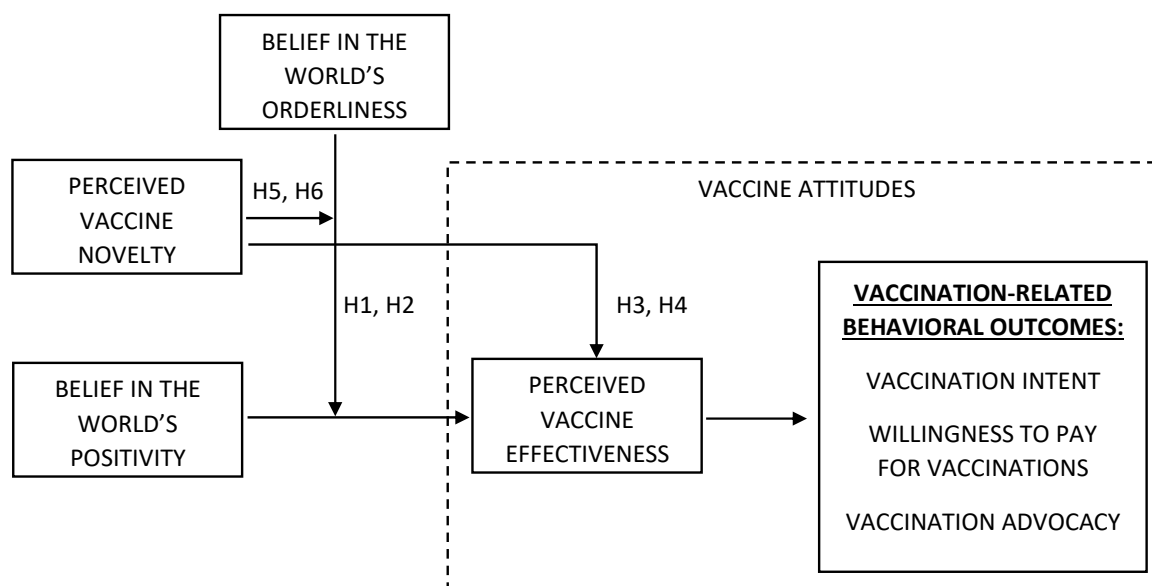 BELIEF IN THE
WORLD’S
ORDERLINESS
PERCEIVED
VACCINE
NOVELTY
H5, H6
VACCINE ATTITUDES
H1, H2
H3, H4
BELIEF IN THE
WORLD’S
POSITIVITY
PERCEIVED
VACCINE
EFFECTIVENESS
VACCINATION-RELATED
BEHAVIORAL OUTCOMES:
VACCINATION INTENT
WILLINGNESS TO PAY
FOR VACCINATIONS
VACCINATION ADVOCACY